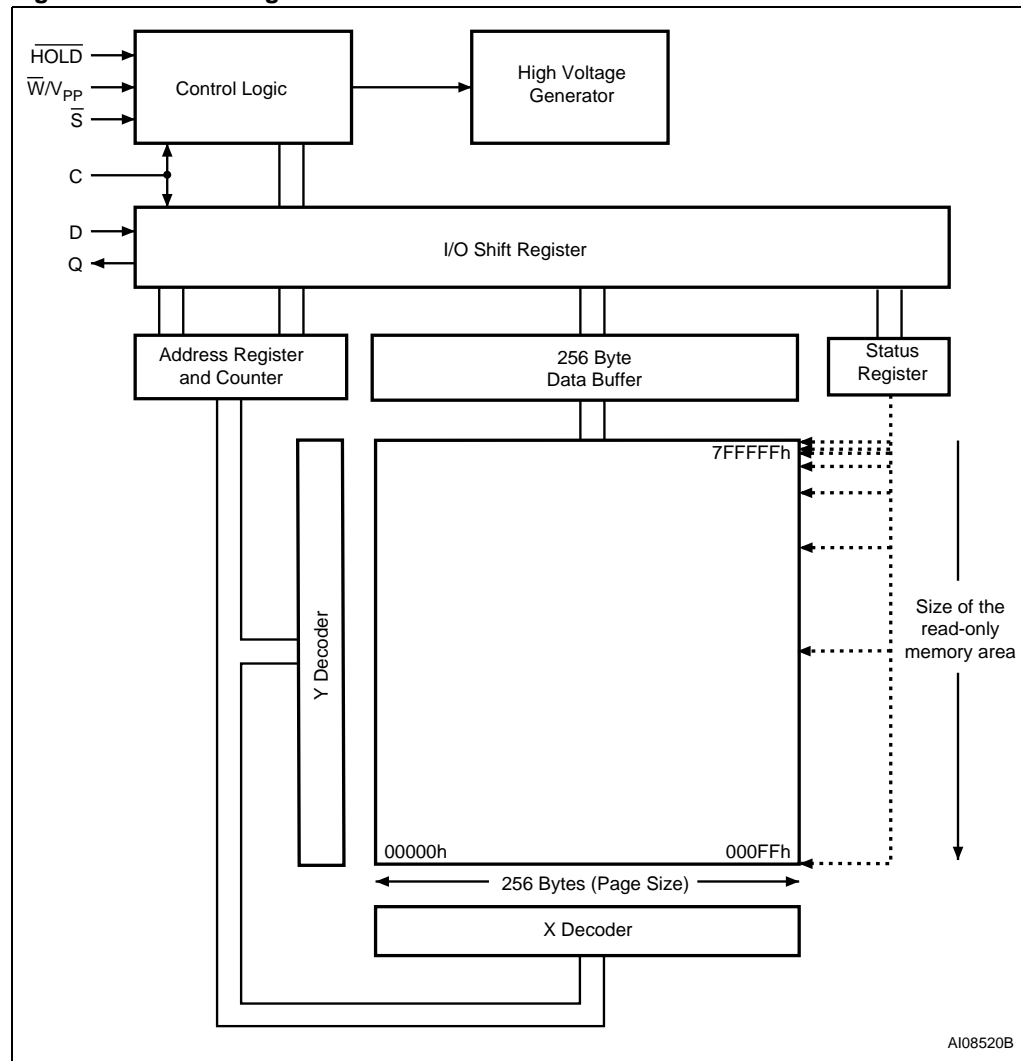 HOLD
W/VPP
S
C
D
Q
Control Logic
High Voltage
Generator
I/O Shift Register
Address Register
and Counter
256 Byte
Data Buffer
Status
Register
7FFFFFh
Y Decoder
Size of the
read-only
memory area
00000h
000FFh
256 Bytes (Page Size)
X Decoder
AI08520B